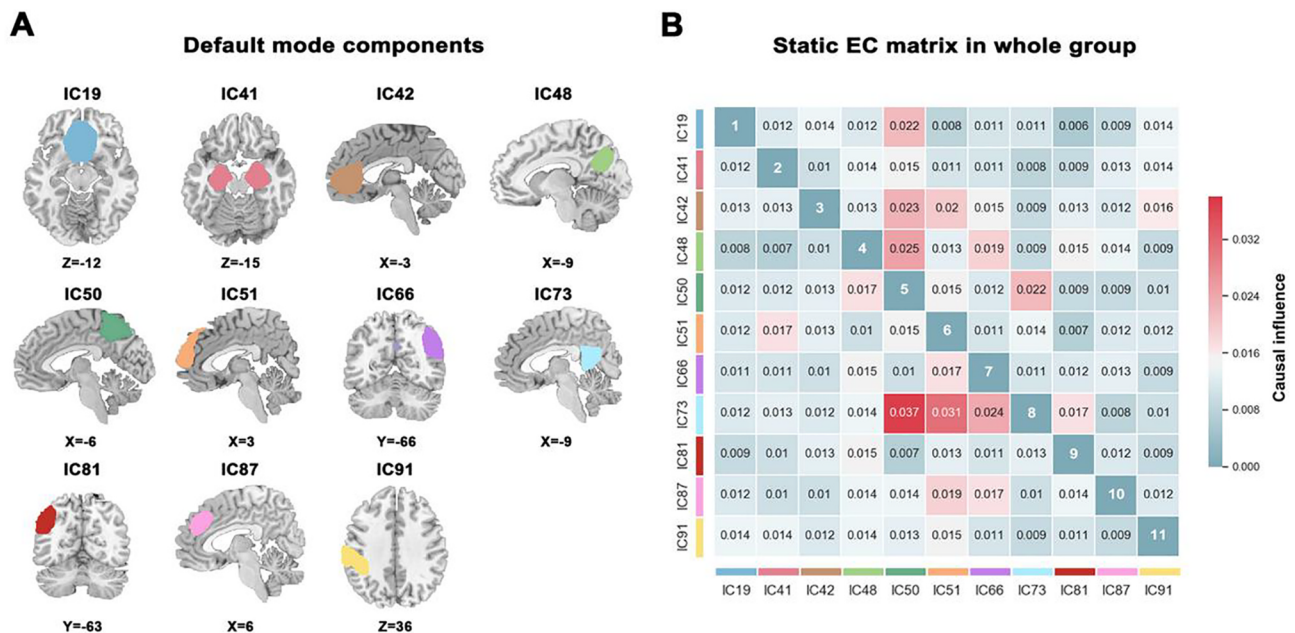 A
B
Default mode components
Static EC matrix in whole group
IC19 IC41 IC42 IC48
Z=-12 Z=-15 X=-3 X=-9
IC50 IC51 IC66 IC73
X=-6 X=3 Y=-66 X=-9
IC81 IC87 IC91
Y=-63 X=6 Z=36
IC19 1 0.012 0.014 0.012 0.022 0.008 0.011 0.011 0.006 0.009 0.014
IC41 0.012 2 0.01 0.014 0.015 0.011 0.011 0.008 0.009 0.013 0.014
IC42 0.013 0.013 3 0.013 0.023 0.02 0.015 0.009 0.013 0.012 0.016
IC48 0.008 0.007 0.01 4 0.025 0.013 0.019 0.009 0.015 0.014 0.009
IC50 0.012 0.012 0.013 0.017 5 0.015 0.012 0.022 0.009 0.009 0.01
IC51 0.012 0.017 0.013 0.01 0.015 6 0.011 0.014 0.007 0.012 0.012
IC66 0.011 0.011 0.01 0.015 0.01 0.017 7 0.011 0.012 0.013 0.009
IC73 0.012 0.013 0.012 0.014 0.037 0.031 0.024 8 0.017 0.008 0.01
IC81 0.009 0.01 0.013 0.015 0.007 0.013 0.011 0.013 9 0.012 0.009
IC87 0.012 0.01 0.01 0.014 0.014 0.019 0.017 0.01 0.014 10 0.012
IC91 0.014 0.014 0.012 0.014 0.013 0.015 0.011 0.009 0.011 0.009 11
IC19 IC41 IC42 IC48 IC50 IC51 IC66 IC73 IC81 IC87 IC91
0.032
0.024
0.016
0.008
0.000
Causal influence